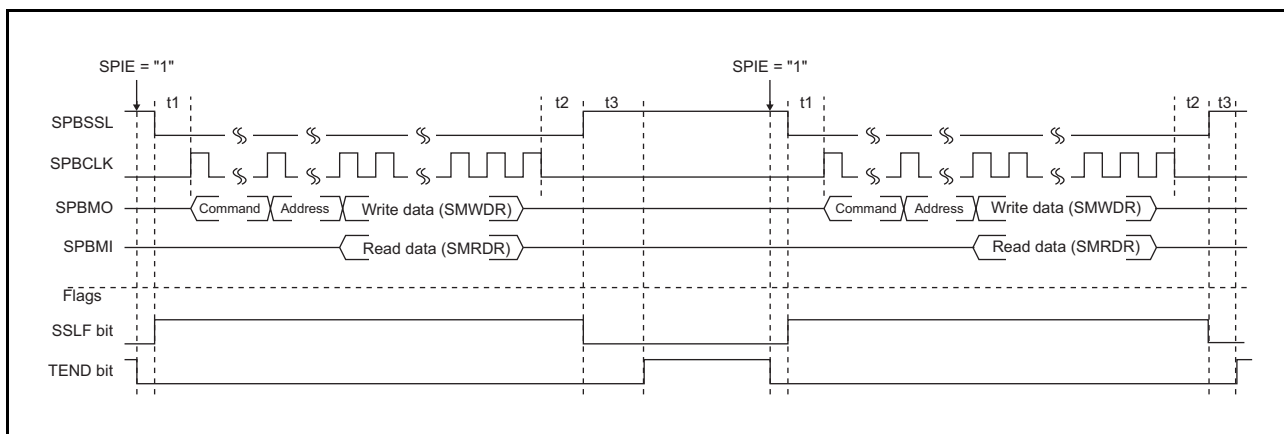 SPIE = "1" SPIE = "1"
t1 t2 t3 t1 t2 t3
SPBSSL
SPBCLK
SPBMO Command Address Write data (SMWDR) Command Address Write data (SMWDR)
SPBMI Read data (SMRDR) Read data (SMRDR)
Flags
SSLF bit
TEND bit